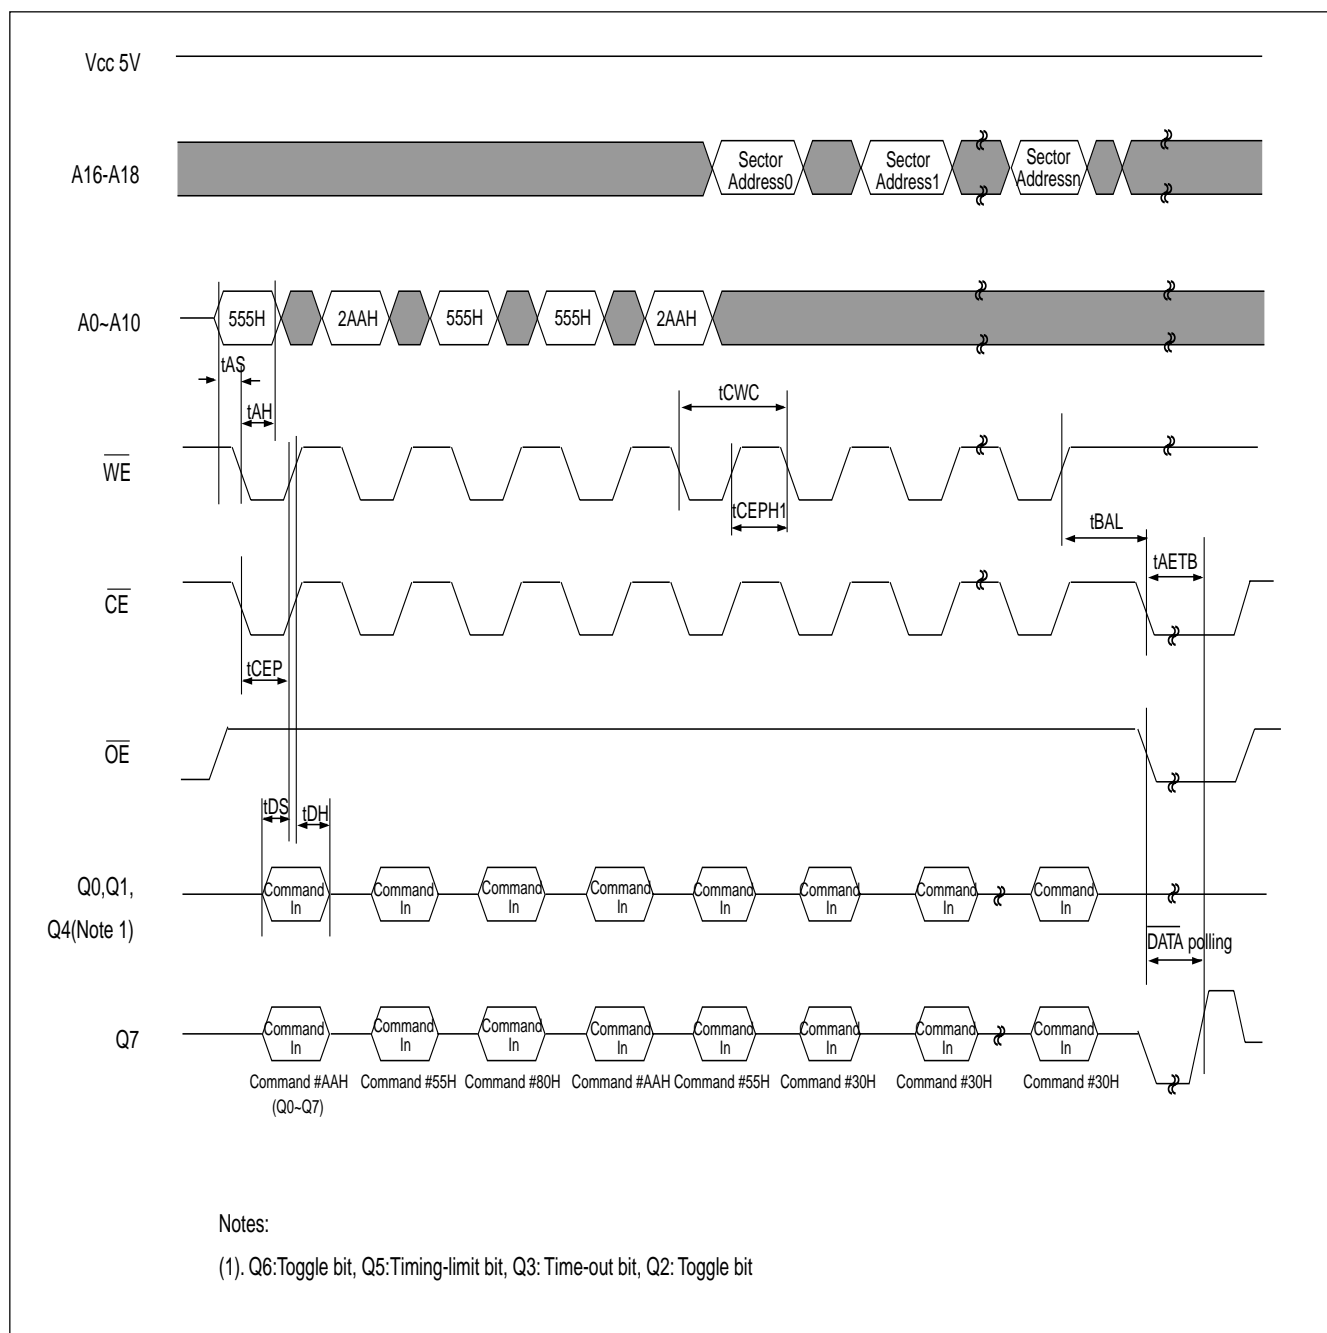 Vcc 5V
A16-A18
Sector
Address0
Sector
Address1
Sector
Addressn
A0~A10
555H
2AAH
555H
555H
2AAH
tAS
tAH
tCWC
WE
tCEPH1
tBAL
tAETB
CE
tCEP
OE
tDS
tDH
Q0,Q1,
Q4(Note 1)
Command
In
Command
In
Command
In
Command
In
Command
In
Command
In
Command
In
Command
In
DATA polling
Q7
Command
In
Command
In
Command
In
Command
In
Command
In
Command
In
Command
In
Command
In
Command #AAH
(Q0~Q7)
Command #55H
Command #80H
Command #AAH
Command #55H
Command #30H
Command #30H
Command #30H
Notes:
(1). Q6:Toggle bit, Q5:Timing-limit bit, Q3: Time-out bit, Q2: Toggle bit